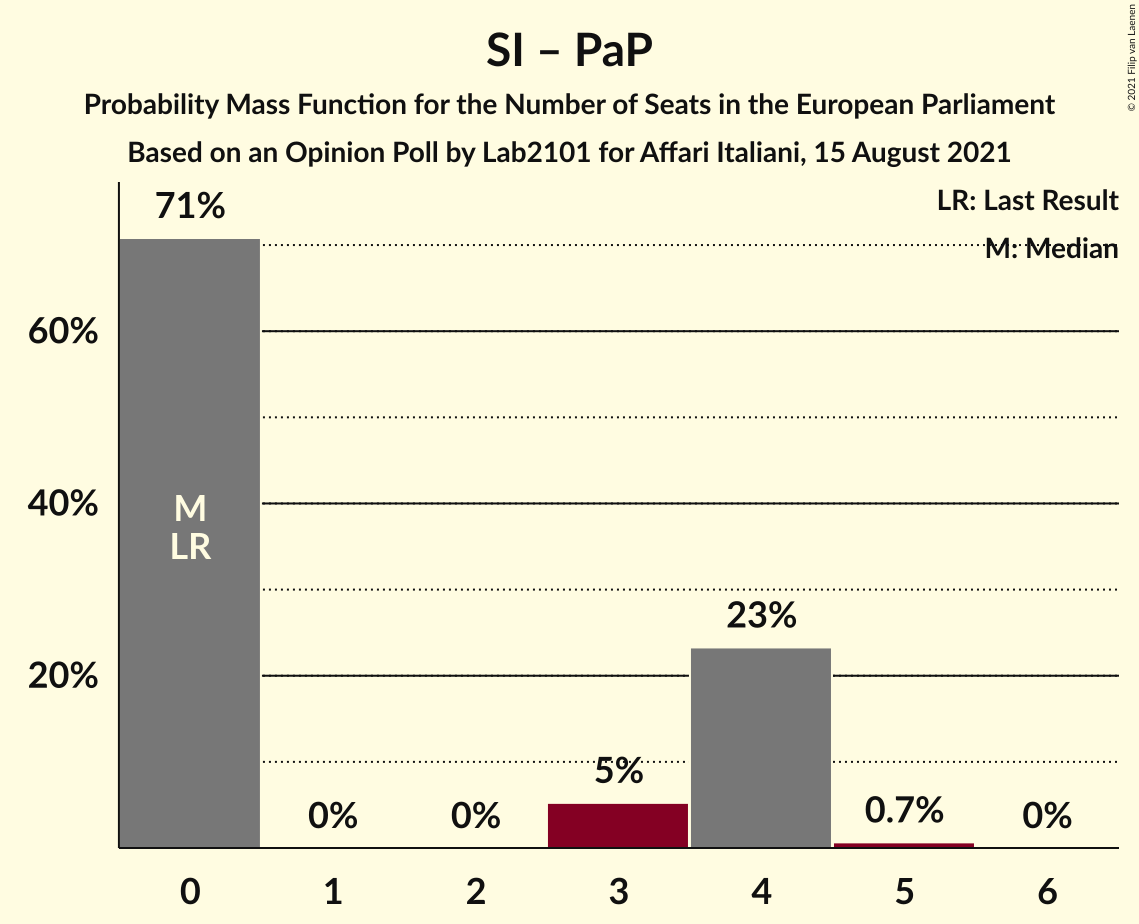 SI – PaP
Probability Mass Function for the Number of Seats in the European Parliament
Based on an Opinion Poll by Lab2101 for Affari Italiani, 15 August 2021
© 2021 Filip van Laenen
LR: Last Result
M: Median
71%
60%
40%
20%
M
LR
0%
0%
5%
23%
0.7%
0%
0
1
2
3
4
5
6